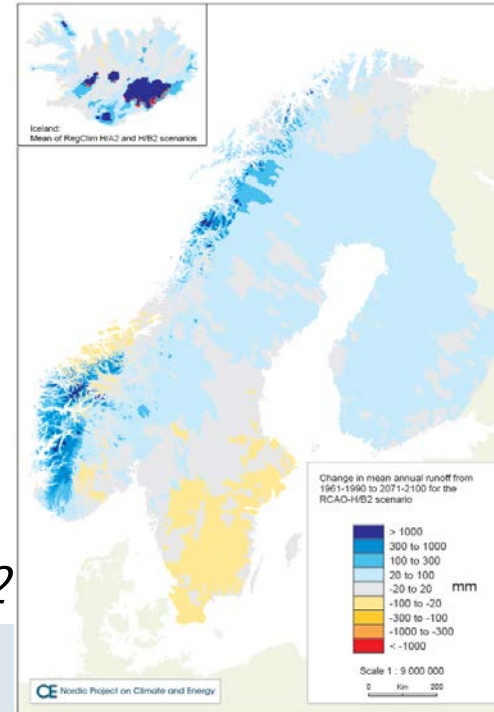 Iceland:
Mean of RegClim H/A2 and H/B2 scenarios
Change in mean annual runoff from
1961-1990 to 2071-2100 for the
RCAO-H/B2 scenario
> 1000
300 to 1000
100 to 300
20 to 100
-20 to 20
-100 to -20
-300 to -100
-1000 to -300
< -1000
mm
Scale 1 : 9 000 000
0 Km 200
2
CE Nordic Project on Climate and Energy